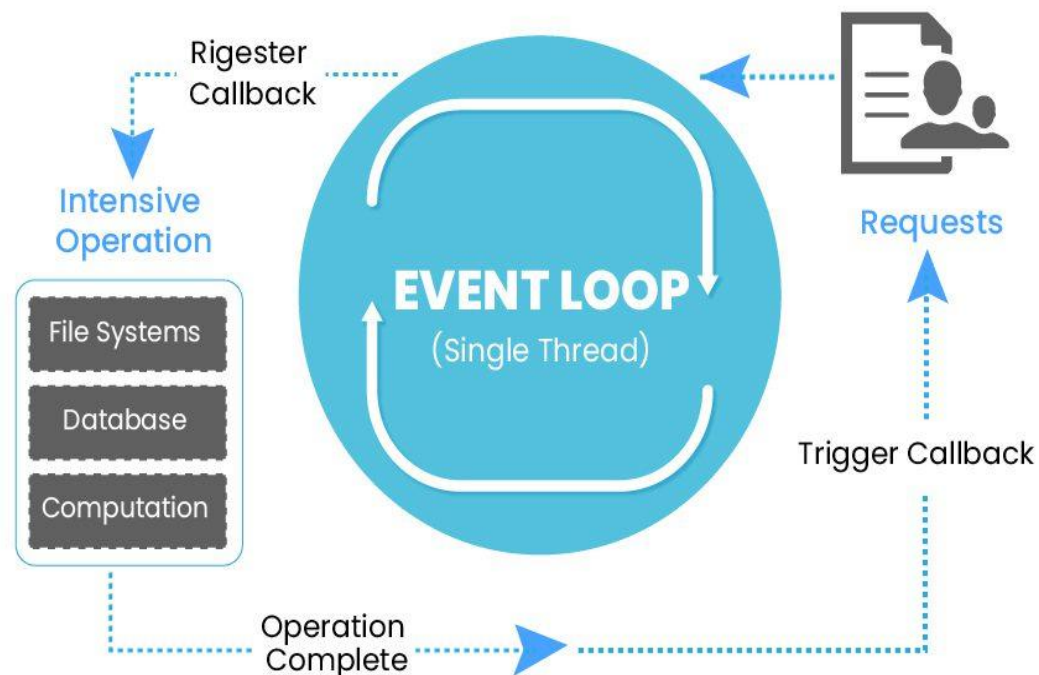 Rigester
Callback
Requests
Intensive
Operation
File Systems
Database
Computation
EVENT LOOP
(Single Thread)
Trigger Callback
Operation
Complete